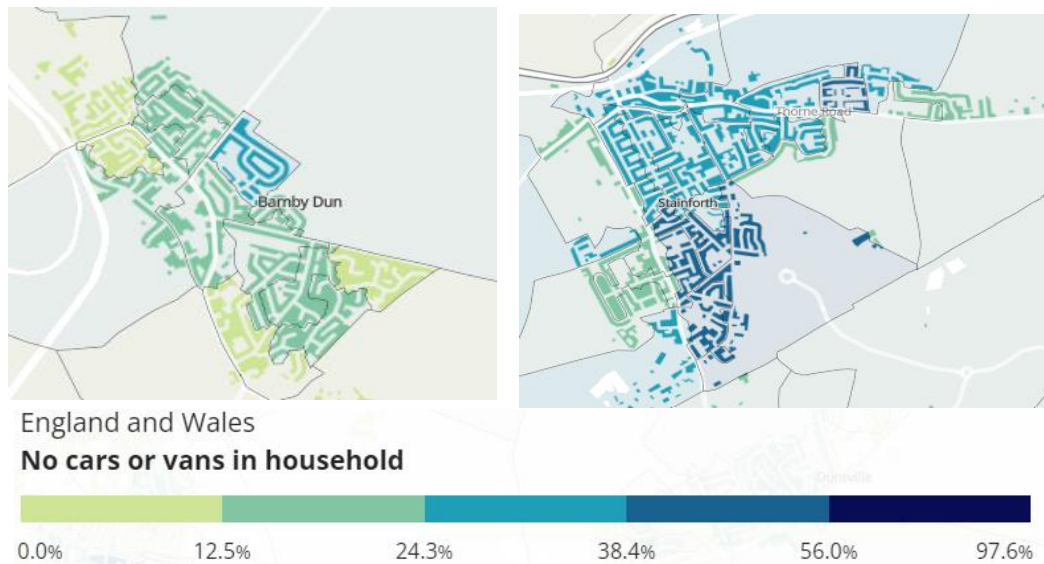 Barnby Dun
Thorne Road
Stainforth
England and Wales
No cars or vans in household
Dunsville
0.0%
12.5%
24.3%
38.4%
56.0%
97.6%